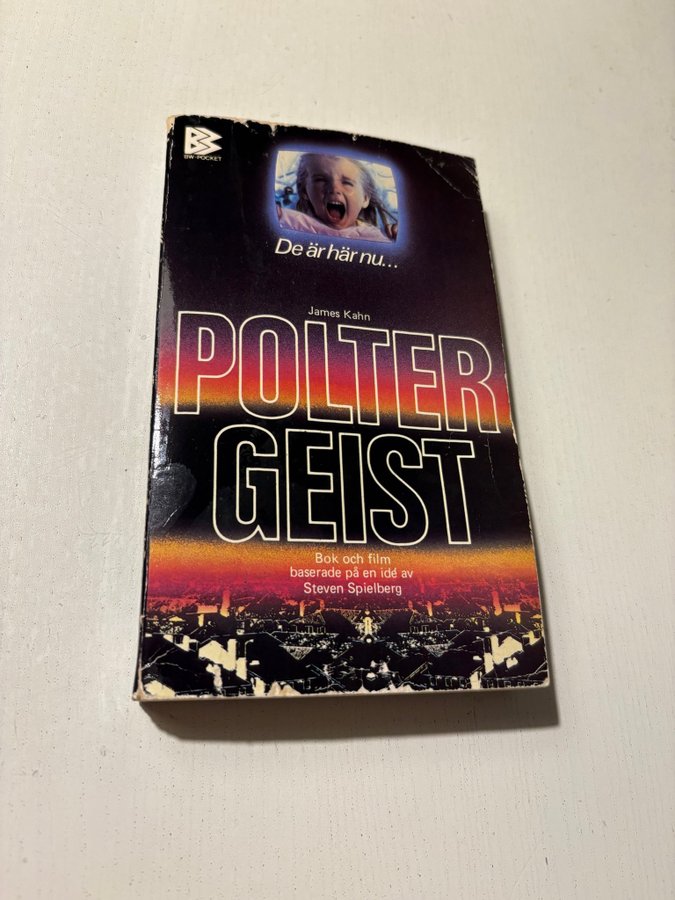 BW-POCKET
De är här nu...
James Kahn
POLTER
GEIST
Bok och film
baserade på en idé av
Steven Spielberg